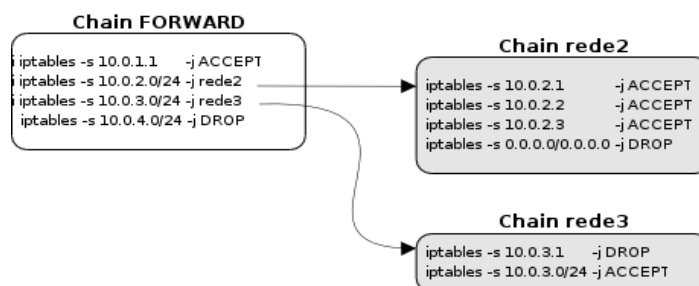 Chain FORWARD
i iptables -s 10.0.1.1 -j ACCEPT
iptables -s 10.0.2.0/24 -j rede2
iptables -s 10.0.3.0/24 -j rede3
iptables -s 10.0.4.0/24 -j DROP
Chain rede2
iptables -s 10.0.2.1 -j ACCEPT
iptables -s 10.0.2.2 -j ACCEPT
iptables -s 10.0.2.3 -j ACCEPT
iptables -s 0.0.0.0/0.0.0.0 -j DROP
Chain rede3
iptables -s 10.0.3.1 -j DROP
iptables -s 10.0.3.0/24 -j ACCEPT